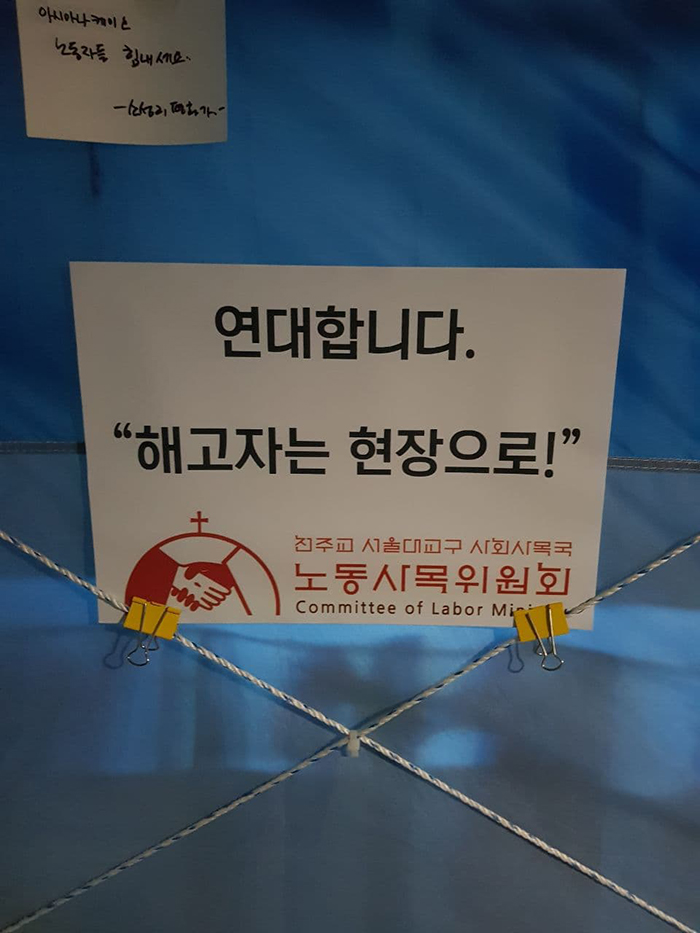 아시아나케이오
노동자들 힘내세요.
연대합니다.
“해고자는 현장으로!”
천주교 서울대교구 사회사목국
노동사목위원회
Committee of Labor